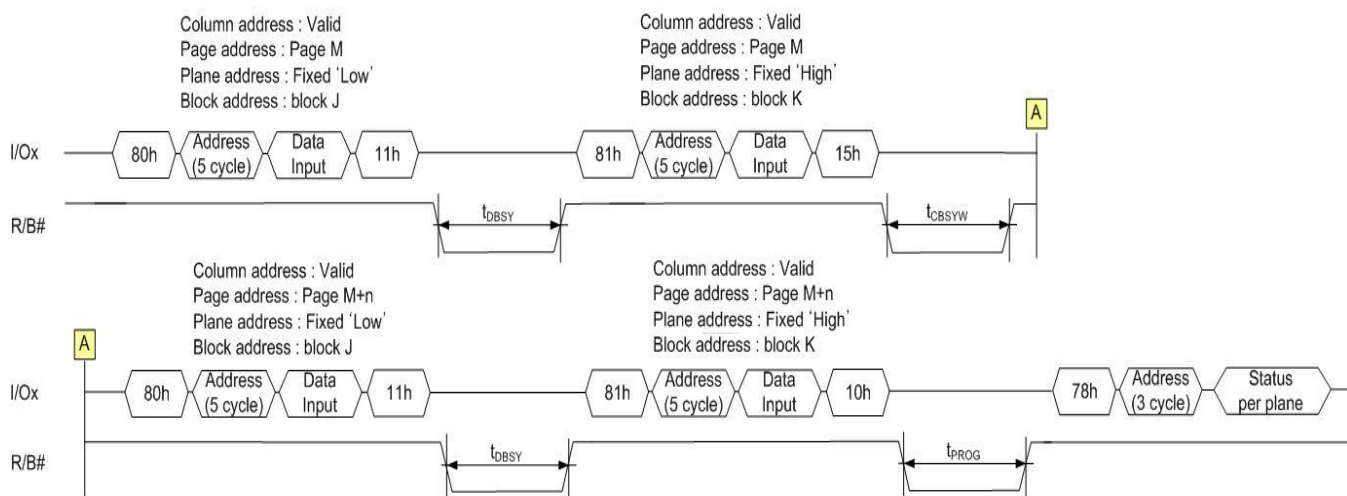 Column address : Valid
Page address : Page M
Plane address : Fixed ‘Low’
Block address : block J
Column address : Valid
Page address : Page M
Plane address : Fixed ‘High’
Block address : block K
A
I/Ox
80h
Address
(5 cycle)
Data
Input
11h
81h
Address
(5 cycle)
Data
Input
15h
R/B#
tDBSY
tCBSYW
Column address : Valid
Page address : Page M+n
Plane address : Fixed ‘Low’
Block address : block J
Column address : Valid
Page address : Page M+n
Plane address : Fixed ‘High’
Block address : block K
A
I/Ox
80h
Address
(5 cycle)
Data
Input
11h
81h
Address
(5 cycle)
Data
Input
10h
78h
Address
(3 cycle)
Status
per plane
R/B#
tDBSY
tPROG